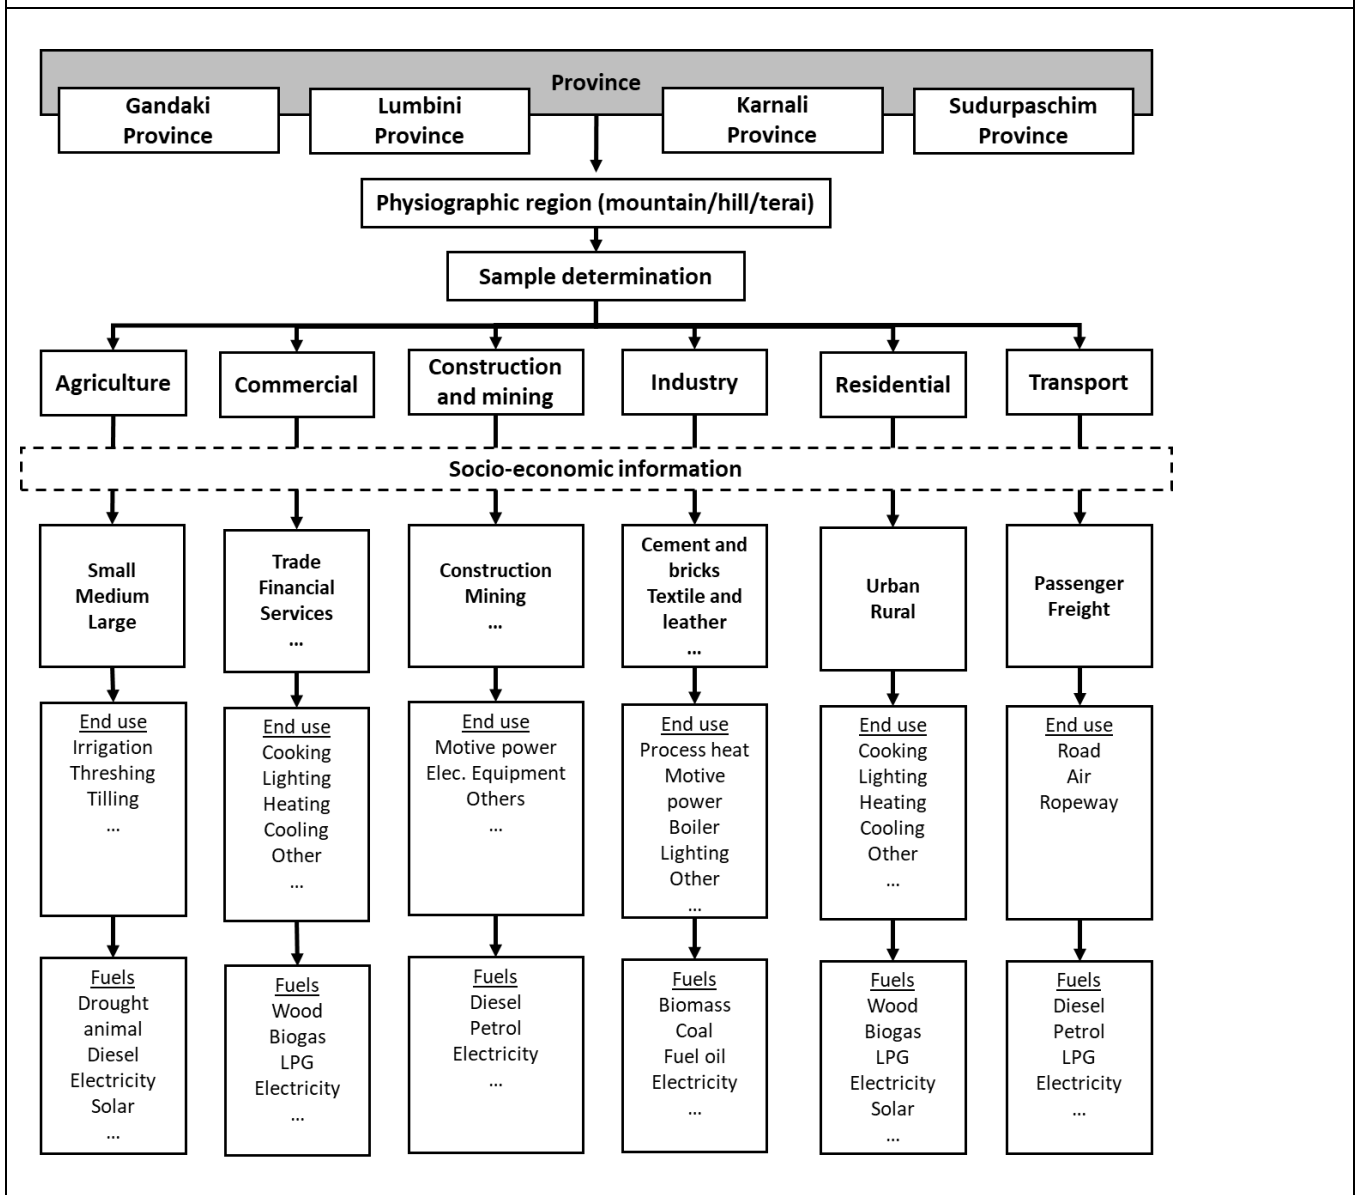 Province
Gandaki
Province
Lumbini
Province
Karnali
Province
Sudurpaschim
Province
Physiographic region (mountain/hill/terai)
Sample determination
Agriculture
Commercial
Construction
and mining
Industry
Residential
Transport
Socio-economic information
Small
Medium
Large
Trade
Financial
Services
...
Construction
Mining
...
Cement and
bricks
Textile and
leather
...
Urban
Rural
Passenger
Freight
End use
Irrigation
Threshing
Tilling
...
End use
Cooking
Lighting
Heating
Cooling
Other
...
End use
Motive power
Elec. Equipment
Others
...
End use
Process heat
Motive
power
Boiler
Lighting
Other
...
End use
Cooking
Lighting
Heating
Cooling
Other
...
End use
Road
Air
Ropeway
Fuels
Drought
animal
Diesel
Electricity
Solar
...
Fuels
Wood
Biogas
LPG
Electricity
...
Fuels
Diesel
Petrol
Electricity
...
Fuels
Biomass
Coal
Fuel oil
Electricity
...
Fuels
Wood
Biogas
LPG
Electricity
Solar
...
Fuels
Diesel
Petrol
LPG
Electricity
...